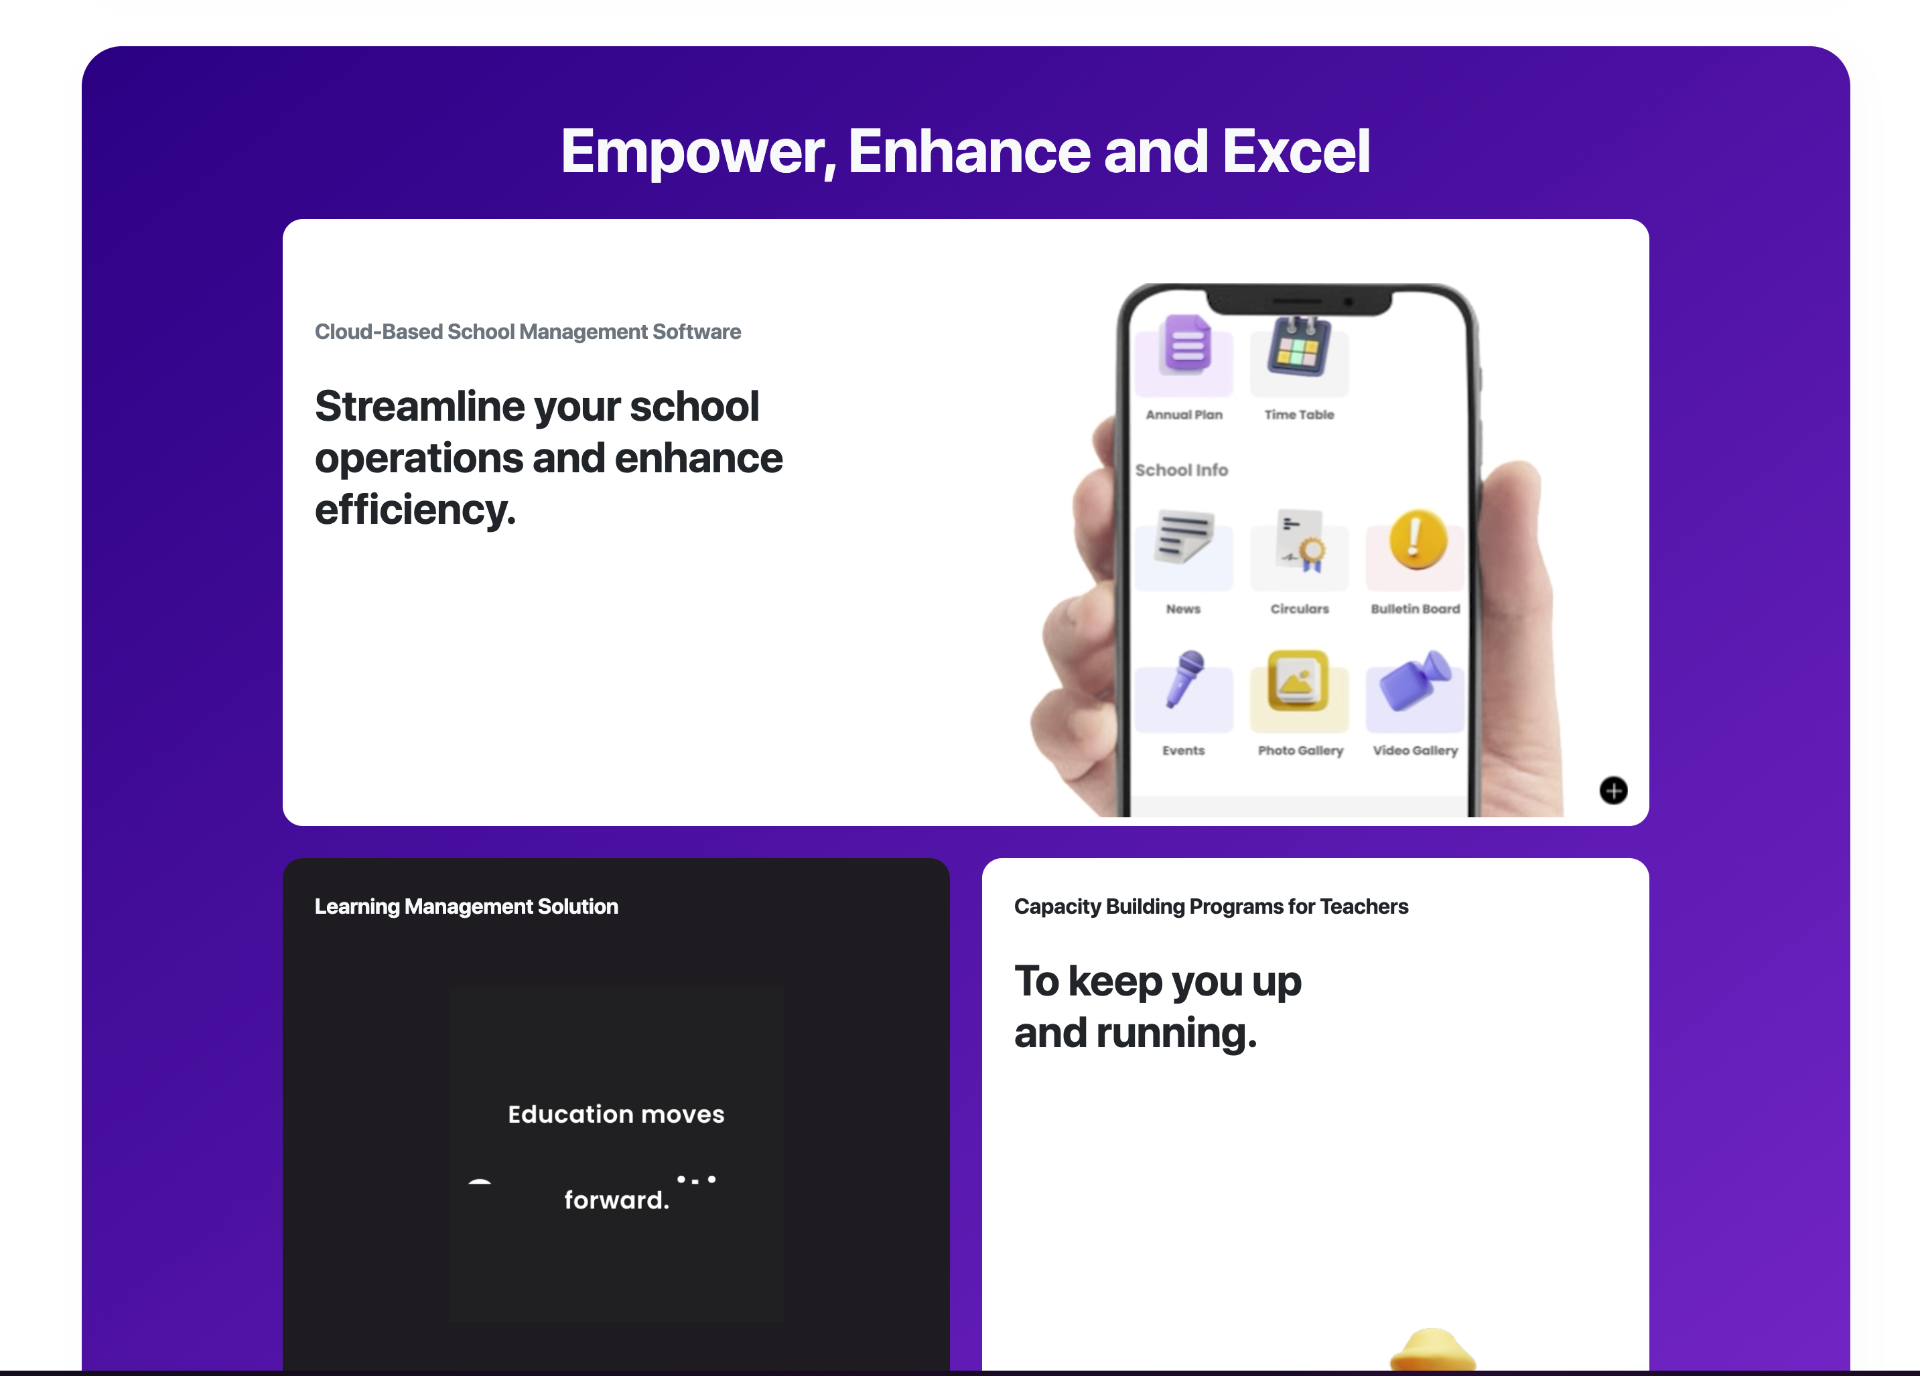 Empower, Enhance and Excel
Cloud-Based School Management Software
Streamline your school
operations and enhance
efficiency.
Annual Plan
Time Table
School Info
News
Circulars
Bulletin Board
Events
Photo Gallery
Video Gallery
Learning Management Solution
Education moves
forward.
Capacity Building Programs for Teachers
To keep you up
and running.